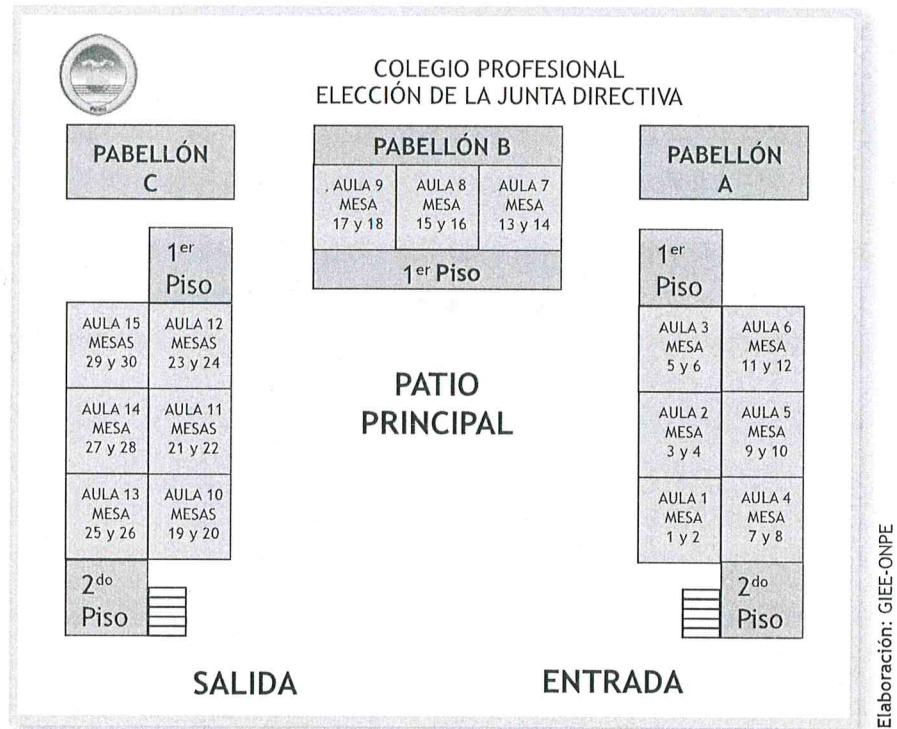 COLEGIO PROFESIONAL
ELECCIÓN DE LA JUNTA DIRECTIVA
PABELLÓN
C
PABELLÓN B
AULA 9
MESA
17 y 18
AULA 8
MESA
15 y 16
AULA 7
MESA
13 y 14
1er Piso
PABELLÓN
A
1er
Piso
AULA 15
MESAS
29 y 30
AULA 12
MESAS
23 y 24
AULA 14
MESA
27 y 28
AULA 11
MESAS
21 y 22
AULA 13
MESA
25 y 26
AULA 10
MESAS
19 y 20
2do
Piso
PATIO
PRINCIPAL
1er
Piso
AULA 3
MESA
5 y 6
AULA 6
MESA
11 y 12
AULA 2
MESA
3 y 4
AULA 5
MESA
9 y 10
AULA 1
MESA
1 y 2
AULA 4
MESA
7 y 8
2do
Piso
SALIDA
ENTRADA
Elaboración: GIEE-ONPE